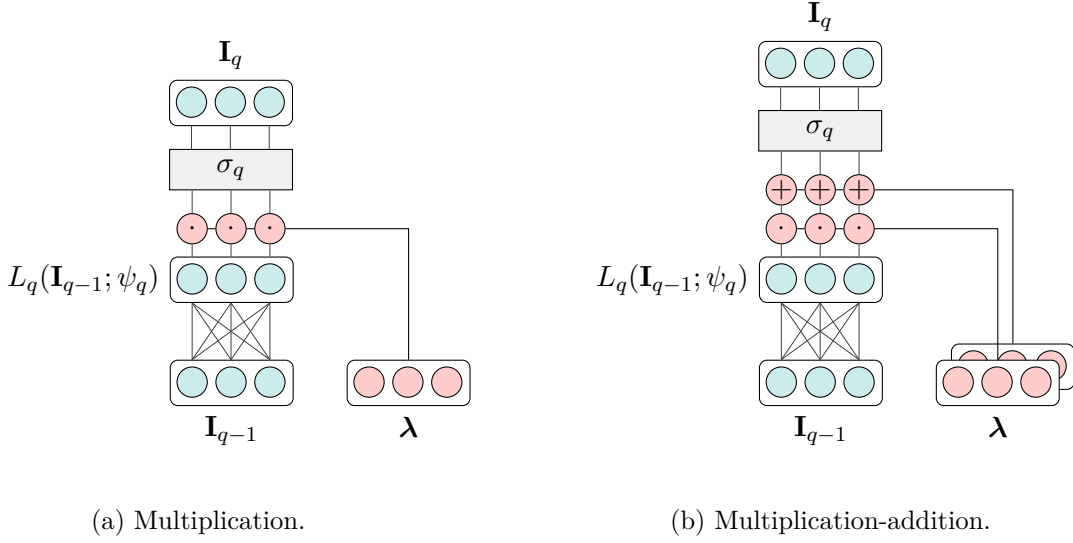 I_q
σ_q
· · ·
L_q(I_{q−1}; ψ_q)
I_{q−1}
λ
(a) Multiplication.
I_q
σ_q
+ + +
· · ·
L_q(I_{q−1}; ψ_q)
I_{q−1}
λ
(b) Multiplication-addition.